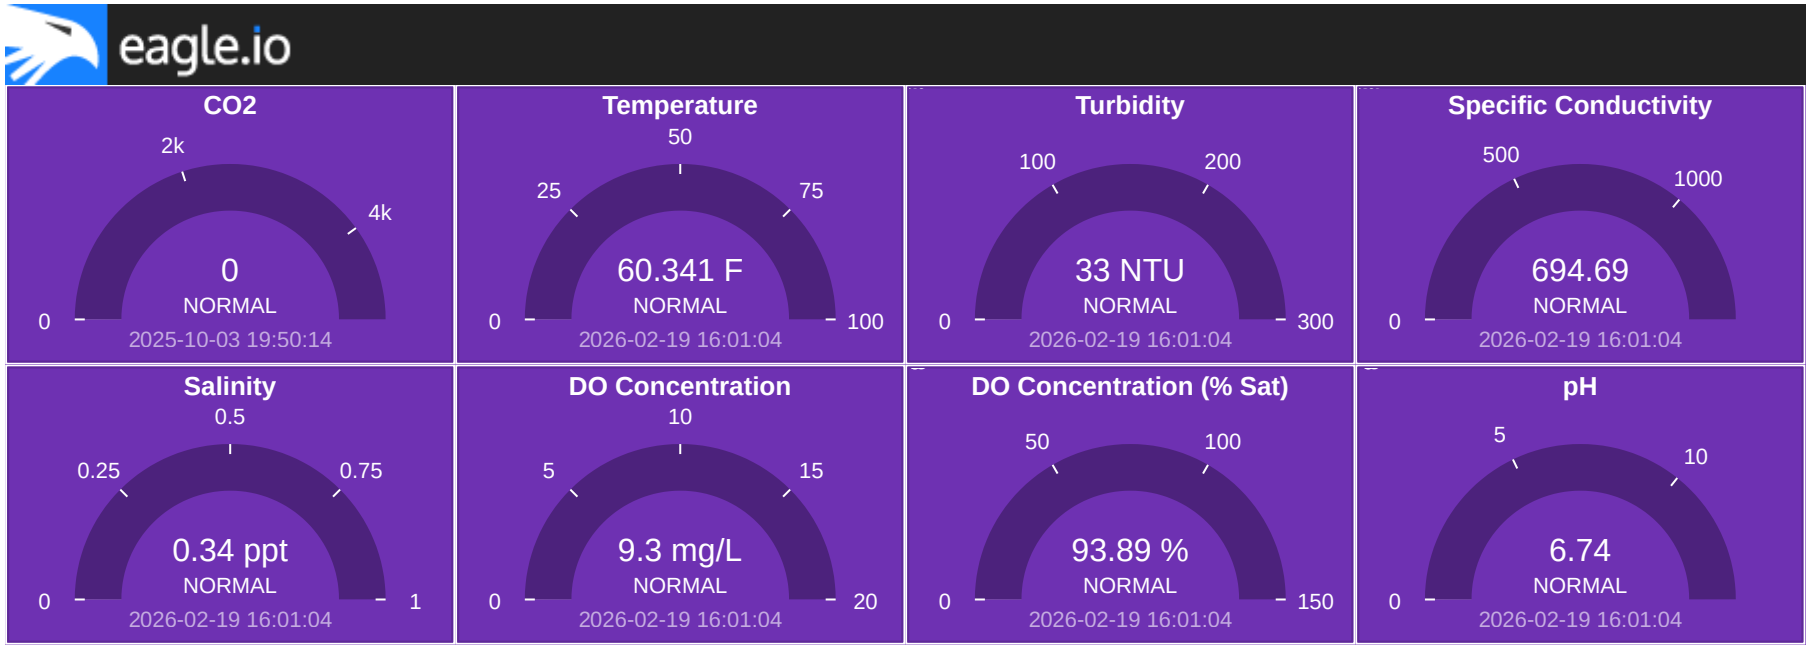 eagle.io
CO2
2k
4k
0
NORMAL
0
2025-10-03 19:50:14
Temperature
50
25
75
60.341 F
NORMAL
0
100
2026-02-19 16:01:04
Turbidity
100
200
33 NTU
NORMAL
0
300
2026-02-19 16:01:04
Specific Conductivity
500
1000
694.69
NORMAL
0
2026-02-19 16:01:04
Salinity
0.5
0.25
0.75
0.34 ppt
NORMAL
0
1
2026-02-19 16:01:04
DO Concentration
10
5
15
9.3 mg/L
NORMAL
0
20
2026-02-19 16:01:04
DO Concentration (% Sat)
50
100
93.89 %
NORMAL
0
150
2026-02-19 16:01:04
pH
5
10
6.74
NORMAL
0
2026-02-19 16:01:04